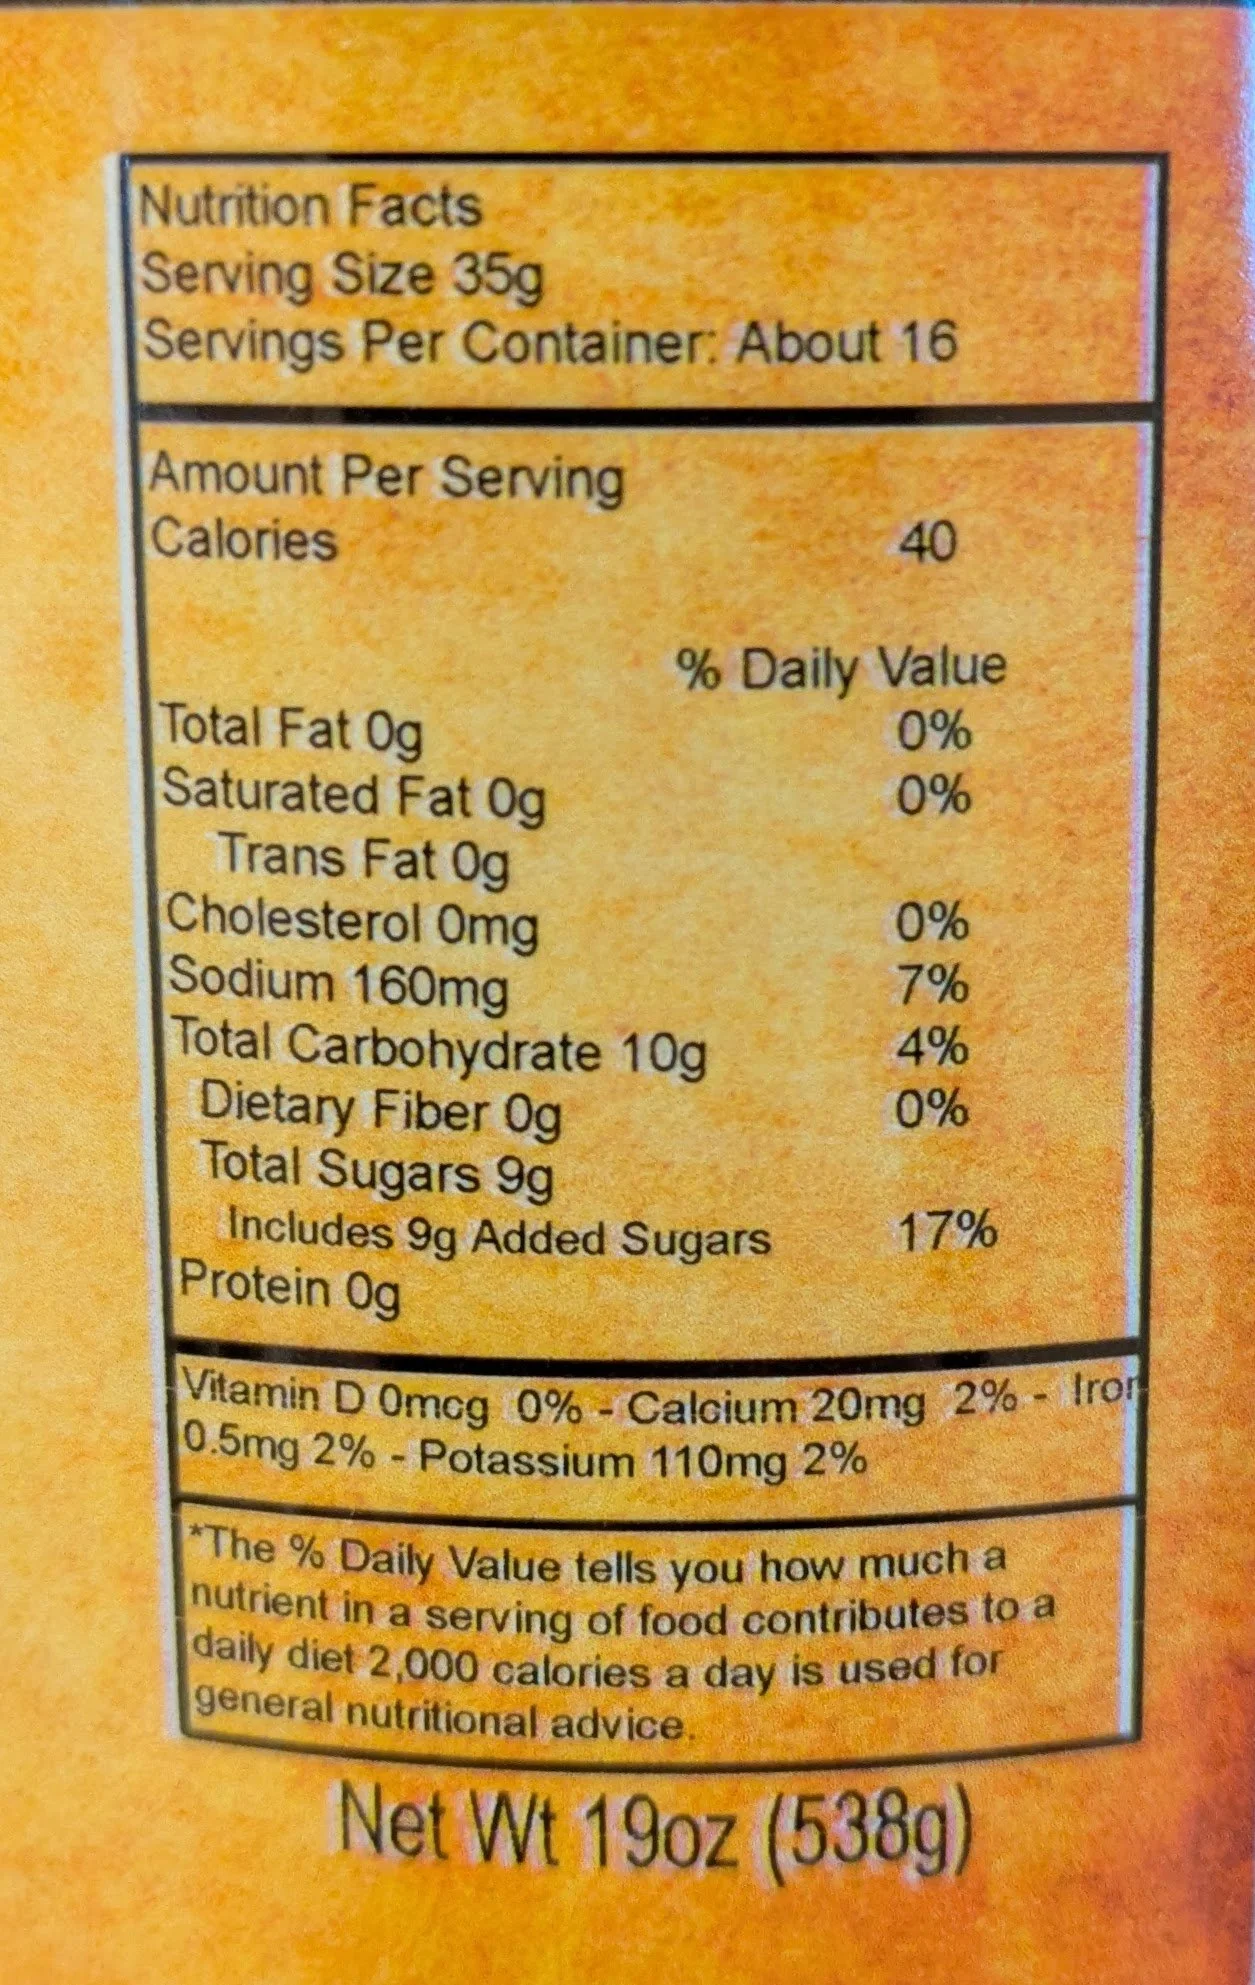 Nutrition Facts
Serving Size 35g
Servings Per Container: About 16
Amount Per Serving
Calories 40
% Daily Value
Total Fat 0g 0%
Saturated Fat 0g 0%
Trans Fat 0g
Cholesterol 0mg 0%
Sodium 160mg 7%
Total Carbohydrate 10g 4%
Dietary Fiber 0g 0%
Total Sugars 9g
Includes 9g Added Sugars 17%
Protein 0g
Vitamin D 0mcg 0% - Calcium 20mg 2% - Iron
0.5mg 2% - Potassium 110mg 2%
*The % Daily Value tells you how much a
nutrient in a serving of food contributes to a
daily diet 2,000 calories a day is used for
general nutritional advice.
Net Wt 19oz (538g)